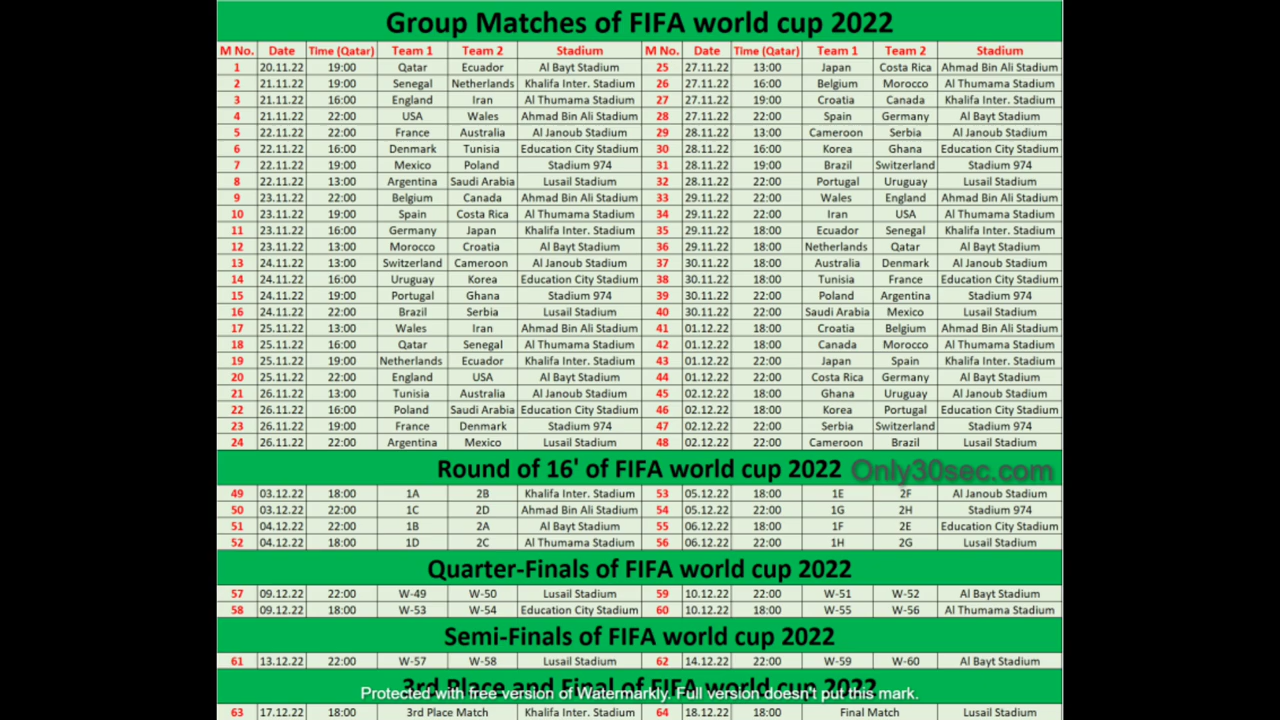 Group Matches of FIFA world cup 2022
M No. Date Time (Qatar) Team 1 Team 2 Stadium M No. Date Time (Qatar) Team 1 Team 2 Stadium
1 20.11.22 19:00 Qatar Ecuador Al Bayt Stadium 25 27.11.22 13:00 Japan Costa Rica Ahmad Bin Ali Stadium
2 21.11.22 19:00 Senegal Netherlands Khalifa Inter. Stadium 26 27.11.22 16:00 Belgium Morocco Al Thumama Stadium
3 21.11.22 16:00 England Iran Al Thumama Stadium 27 27.11.22 19:00 Croatia Canada Khalifa Inter. Stadium
4 21.11.22 22:00 USA Wales Ahmad Bin Ali Stadium 28 27.11.22 22:00 Spain Germany Al Bayt Stadium
5 22.11.22 22:00 France Australia Al Janoub Stadium 29 28.11.22 13:00 Cameroon Serbia Al Janoub Stadium
6 22.11.22 16:00 Denmark Tunisia Education City Stadium 30 28.11.22 16:00 Korea Ghana Education City Stadium
7 22.11.22 19:00 Mexico Poland Stadium 974 31 28.11.22 19:00 Brazil Switzerland Stadium 974
8 22.11.22 13:00 Argentina Saudi Arabia Lusail Stadium 32 28.11.22 22:00 Portugal Uruguay Lusail Stadium
9 23.11.22 22:00 Belgium Canada Ahmad Bin Ali Stadium 33 29.11.22 22:00 Wales England Ahmad Bin Ali Stadium
10 23.11.22 19:00 Spain Costa Rica Al Thumama Stadium 34 29.11.22 22:00 Iran USA Al Thumama Stadium
11 23.11.22 16:00 Germany Japan Khalifa Inter. Stadium 35 29.11.22 18:00 Ecuador Senegal Khalifa Inter. Stadium
12 23.11.22 13:00 Morocco Croatia Al Bayt Stadium 36 29.11.22 18:00 Netherlands Qatar Al Bayt Stadium
13 24.11.22 13:00 Switzerland Cameroon Al Janoub Stadium 37 30.11.22 18:00 Australia Denmark Al Janoub Stadium
14 24.11.22 16:00 Uruguay Korea Education City Stadium 38 30.11.22 18:00 Tunisia France Education City Stadium
15 24.11.22 19:00 Portugal Ghana Stadium 974 39 30.11.22 22:00 Poland Argentina Stadium 974
16 24.11.22 22:00 Brazil Serbia Lusail Stadium 40 30.11.22 22:00 Saudi Arabia Mexico Lusail Stadium
17 25.11.22 13:00 Wales Iran Ahmad Bin Ali Stadium 41 01.12.22 18:00 Croatia Belgium Ahmad Bin Ali Stadium
18 25.11.22 16:00 Qatar Senegal Al Thumama Stadium 42 01.12.22 18:00 Canada Morocco Al Thumama Stadium
19 25.11.22 19:00 Netherlands Ecuador Khalifa Inter. Stadium 43 01.12.22 22:00 Japan Spain Khalifa Inter. Stadium
20 25.11.22 22:00 England USA Al Bayt Stadium 44 01.12.22 22:00 Costa Rica Germany Al Bayt Stadium
21 26.11.22 13:00 Tunisia Australia Al Janoub Stadium 45 02.12.22 18:00 Ghana Uruguay Al Janoub Stadium
22 26.11.22 16:00 Poland Saudi Arabia Education City Stadium 46 02.12.22 18:00 Korea Portugal Education City Stadium
23 26.11.22 19:00 France Denmark Stadium 974 47 02.12.22 22:00 Serbia Switzerland Stadium 974
24 26.11.22 22:00 Argentina Mexico Lusail Stadium 48 02.12.22 22:00 Cameroon Brazil Lusail Stadium
Round of 16' of FIFA world cup 2022 Only30sec.com
49 03.12.22 18:00 1A 2B Khalifa Inter. Stadium 53 05.12.22 18:00 1E 2F Al Janoub Stadium
50 03.12.22 22:00 1C 2D Ahmad Bin Ali Stadium 54 05.12.22 22:00 1G 2H Stadium 974
51 04.12.22 22:00 1B 2A Al Bayt Stadium 55 06.12.22 18:00 1F 2E Education City Stadium
52 04.12.22 18:00 1D 2C Al Thumama Stadium 56 06.12.22 22:00 1H 2G Lusail Stadium
Quarter-Finals of FIFA world cup 2022
57 09.12.22 22:00 W-49 W-50 Lusail Stadium 59 10.12.22 22:00 W-51 W-52 Al Bayt Stadium
58 09.12.22 18:00 W-53 W-54 Education City Stadium 60 10.12.22 18:00 W-55 W-56 Al Thumama Stadium
Semi-Finals of FIFA world cup 2022
61 13.12.22 22:00 W-57 W-58 Lusail Stadium 62 14.12.22 22:00 W-59 W-60 Al Bayt Stadium
3rd Place and Final of FIFA world cup 2022
Protected with free version of Watermarkly. Full version doesn't put this mark.
63 17.12.22 18:00 3rd Place Match Khalifa Inter. Stadium 64 18.12.22 18:00 Final Match Lusail Stadium